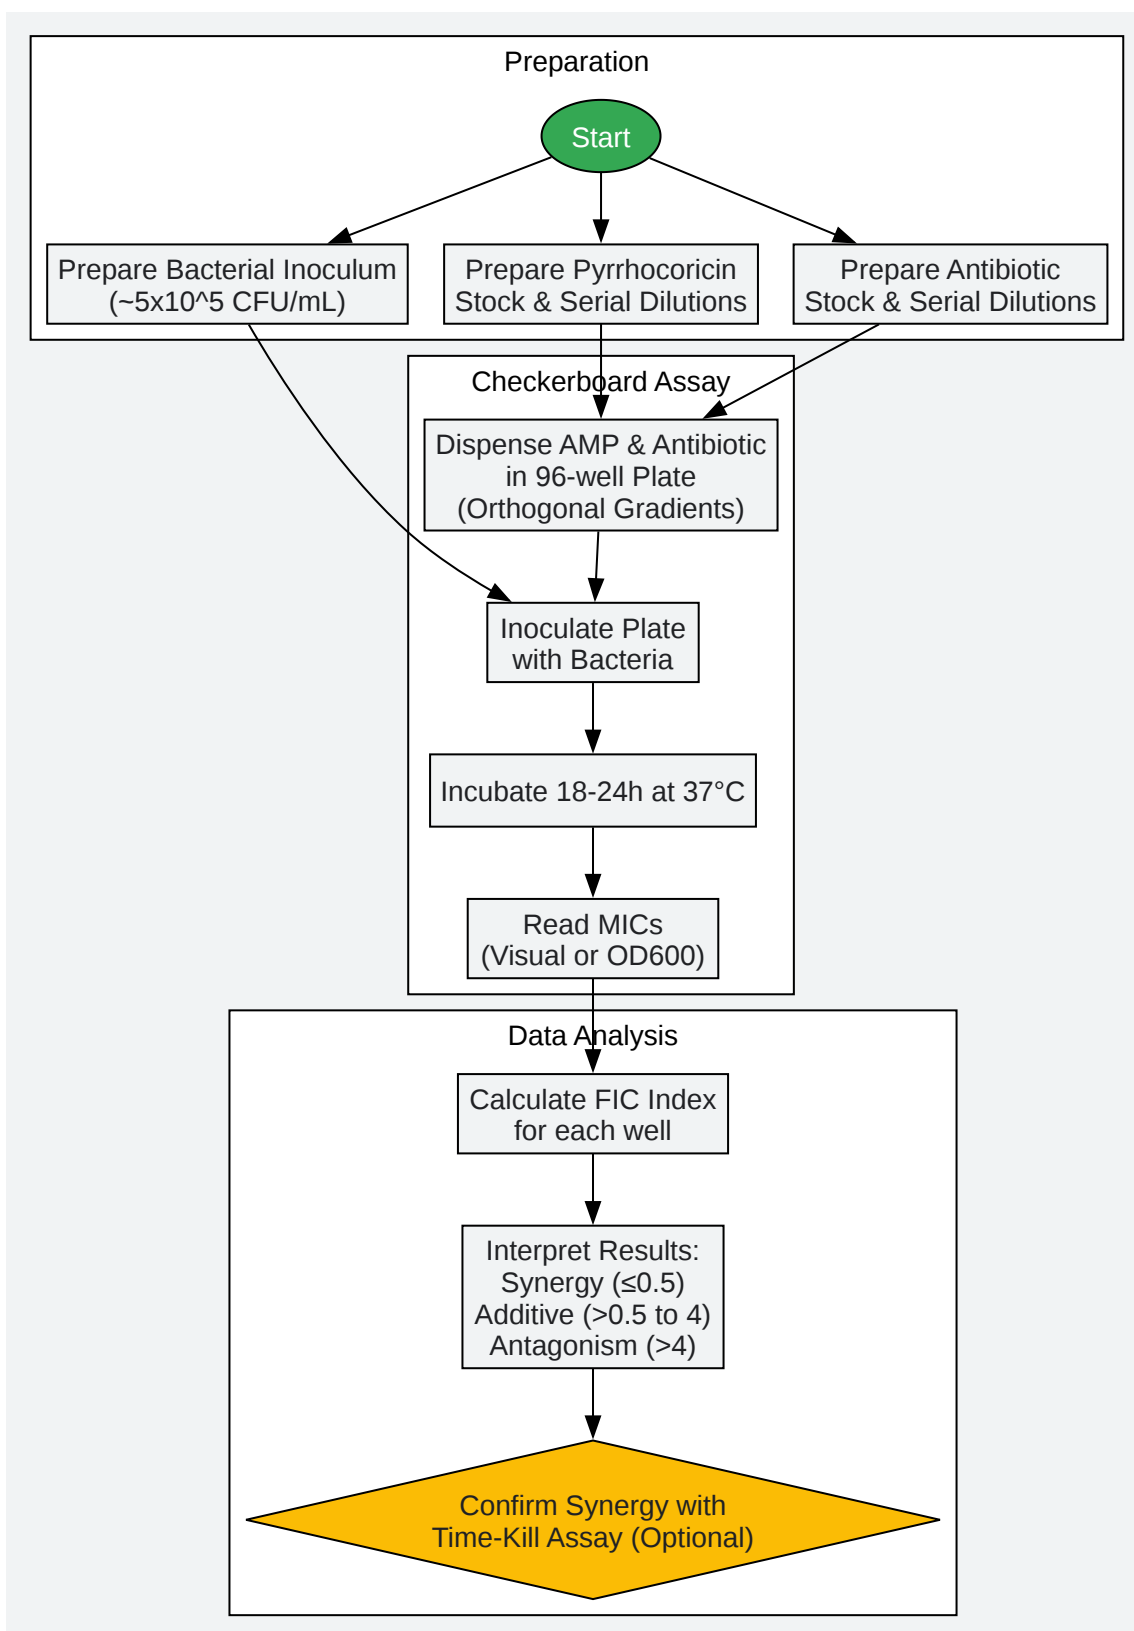 Preparation
Start
Prepare Bacterial Inoculum
(~5x10^5 CFU/mL)
Prepare Pyrrhocoricin
Stock & Serial Dilutions
Prepare Antibiotic
Stock & Serial Dilutions
Checkerboard Assay
Dispense AMP & Antibiotic
in 96-well Plate
(Orthogonal Gradients)
Inoculate Plate
with Bacteria
Incubate 18-24h at 37°C
Read MICs
(Visual or OD600)
Data Analysis
Calculate FIC Index
for each well
Interpret Results:
Synergy (≤0.5)
Additive (>0.5 to 4)
Antagonism (>4)
Confirm Synergy with
Time-Kill Assay (Optional)